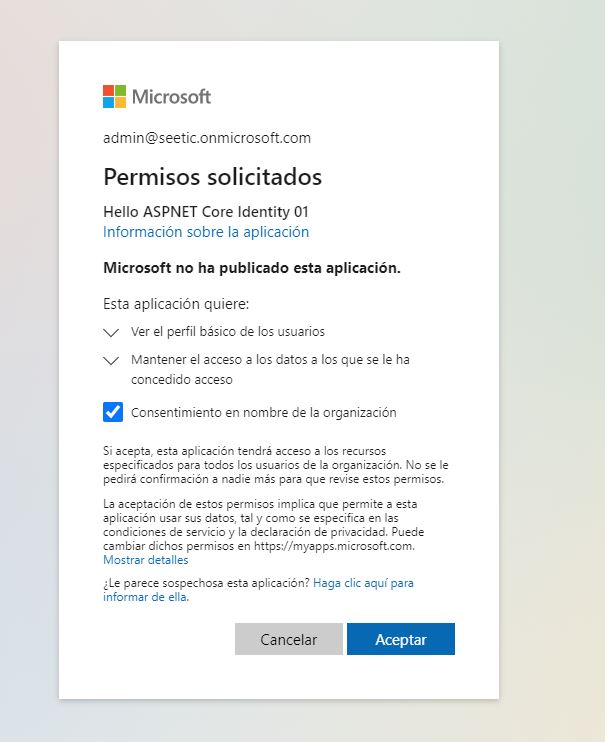 Microsoft
admin@seetic.onmicrosoft.com
Permisos solicitados
Hello ASPNET Core Identity 01
Información sobre la aplicación
Microsoft no ha publicado esta aplicación.
Esta aplicación quiere:
Ver el perfil básico de los usuarios
Mantener el acceso a los datos a los que se le ha
concedido acceso
Consentimiento en nombre de la organización
Si acepta, esta aplicación tendrá acceso a los recursos
especificados para todos los usuarios de la organización. No se le
pedirá confirmación a nadie más para que revise estos permisos.
La aceptación de estos permisos implica que permite a esta
aplicación usar sus datos, tal y como se especifica en las
condiciones de servicio y la declaración de privacidad. Puede
cambiar dichos permisos en https://myapps.microsoft.com.
Mostrar detalles
¿Le parece sospechosa esta aplicación? Haga clic aquí para
informar de ella.
Cancelar
Aceptar